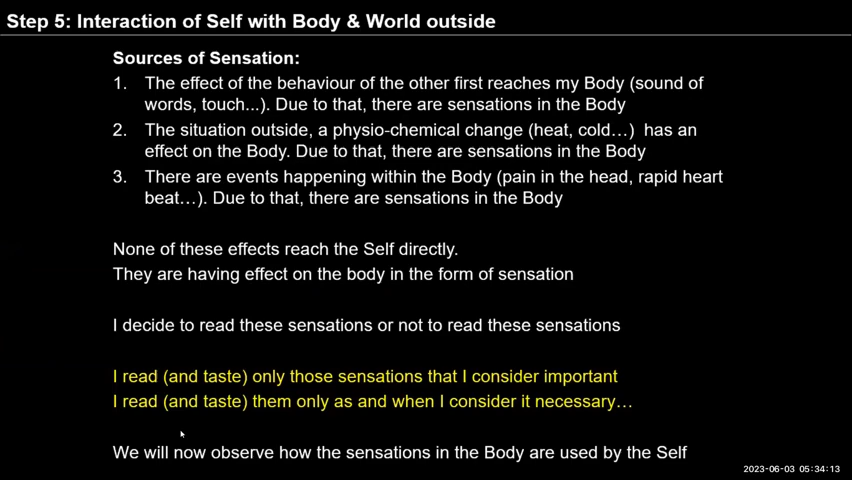 Step 5: Interaction of Self with Body & World outside
Sources of Sensation:
1. The effect of the behaviour of the other first reaches my Body (sound of
words, touch...). Due to that, there are sensations in the Body
2. The situation outside, a physio-chemical change (heat, cold…) has an
effect on the Body. Due to that, there are sensations in the Body
3. There are events happening within the Body (pain in the head, rapid heart
beat…). Due to that, there are sensations in the Body
None of these effects reach the Self directly.
They are having effect on the body in the form of sensation
I decide to read these sensations or not to read these sensations
I read (and taste) only those sensations that I consider important
I read (and taste) them only as and when I consider it necessary…
We will now observe how the sensations in the Body are used by the Self
2023-06-03 05:34:13